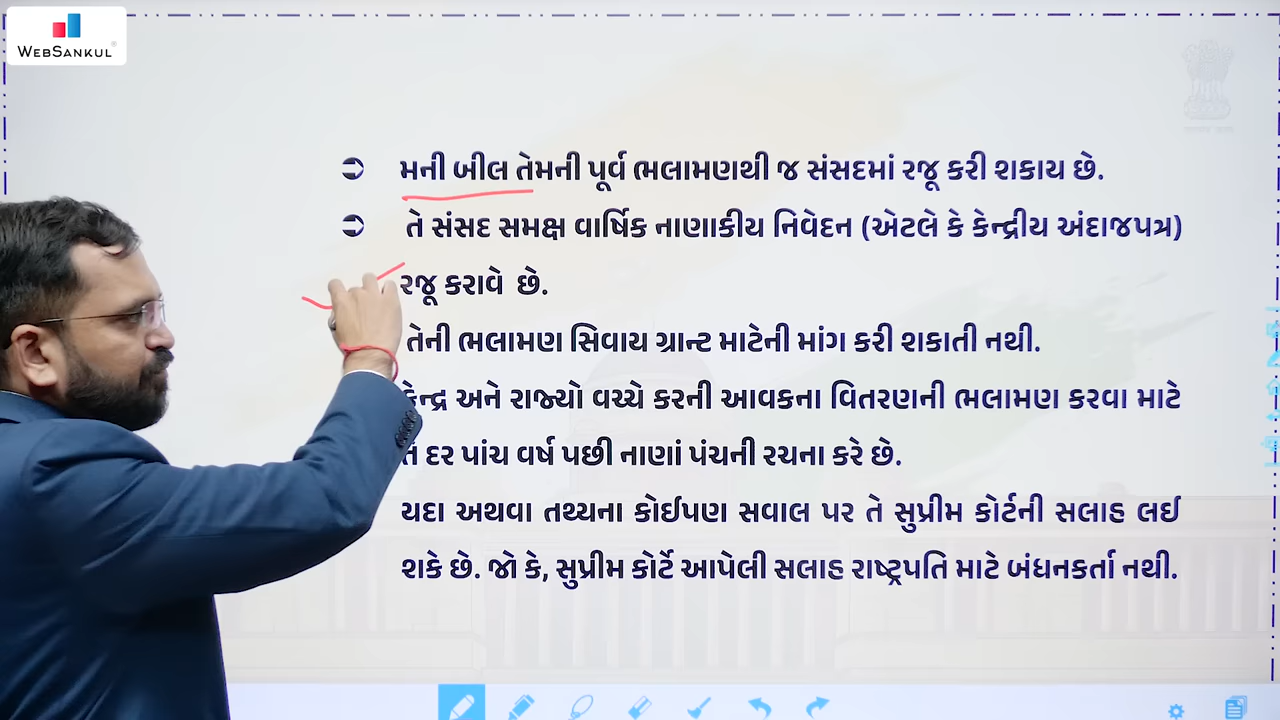 WEBSANKUL
મની બીલ તેમની પૂર્વ ભલામણથી જ સંસદમાં રજૂ કરી શકાય છે.
તે સંસદ સમક્ષ વાર્ષિક નાણાકીય નિવેદન (એટલે કે કેન્દ્રીય અંદાજપત્ર)
રજૂ કરાવે છે.
તેની ભલામણ સિવાય ગ્રાન્ટ માટેની માંગ કરી શકાતી નથી.
કેન્દ્ર અને રાજ્યો વચ્ચે કરની આવકના વિતરણની ભલામણ કરવા માટે
તે દર પાંચ વર્ષ પછી નાણાં પંચની રચના કરે છે.
યદા અથવા તથ્યના કોઈપણ સવાલ પર તે સુપ્રીમ કોર્ટની સલાહ લઈ
શકે છે. જો કે, સુપ્રીમ કોર્ટે આપેલી સલાહ રાષ્ટ્રપતિ માટે બંધનકર્તા નથી.